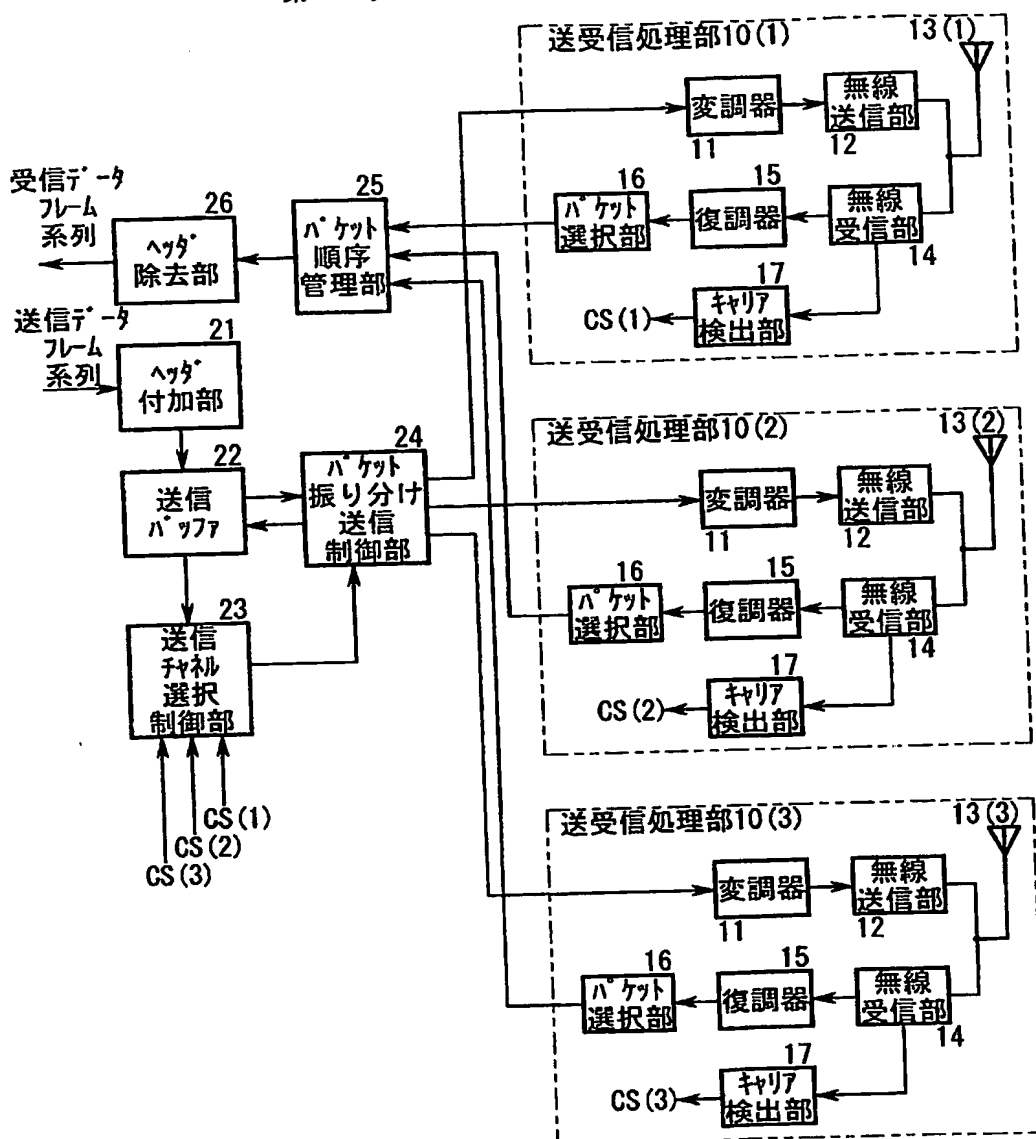 送受信処理部10(1)
13(1)
変調器
11
無線
送信部
12
受信データ
フレーム
系列
26
ヘッダ
除去部
25
パケット
順序
管理部
16
パケット
選択部
15
復調器
無線
受信部
14
17
キャリア
検出部
CS(1)
送信データ
フレーム
系列
21
ヘッダ
付加部
22
送信
バッファ
24
パケット
振り分け
送信
制御部
23
送信
チャネル
選択
制御部
CS(1)
CS(2)
CS(3)
送受信処理部10(2)
13(2)
変調器
11
無線
送信部
12
16
パケット
選択部
15
復調器
無線
受信部
14
17
キャリア
検出部
CS(2)
送受信処理部10(3)
13(3)
変調器
11
無線
送信部
12
16
パケット
選択部
15
復調器
無線
受信部
14
17
キャリア
検出部
CS(3)